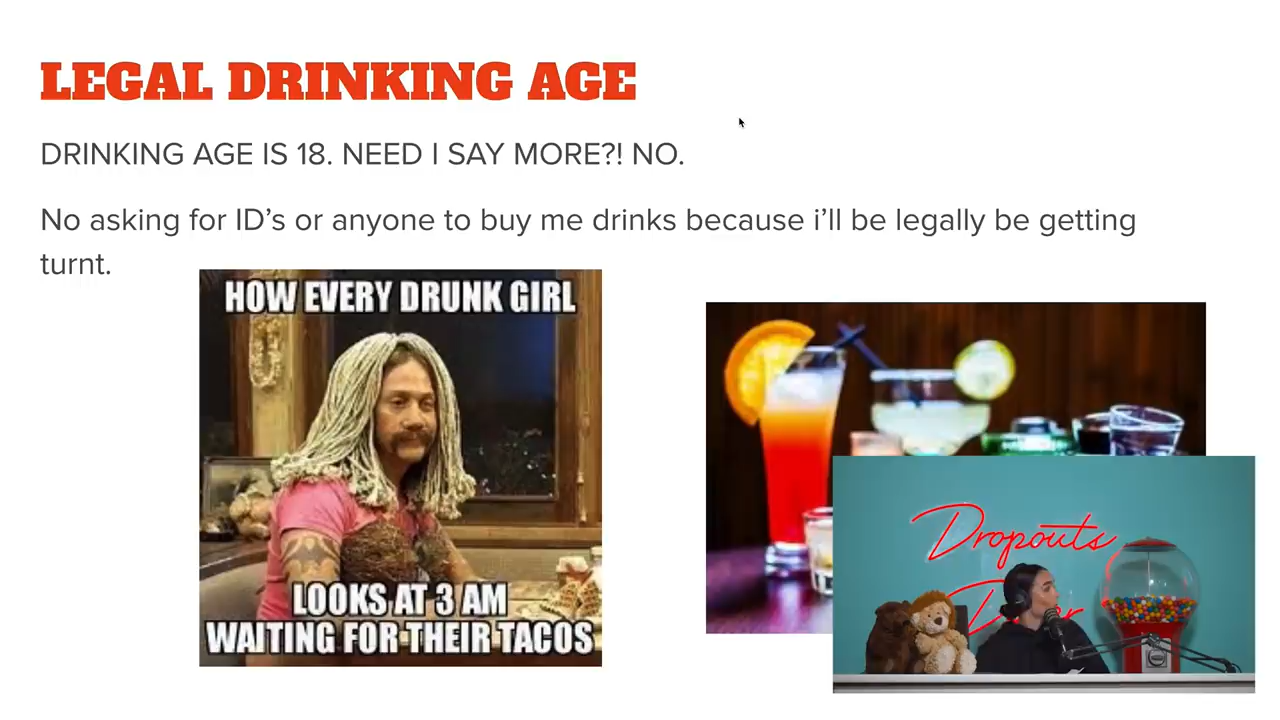 LEGAL DRINKING AGE
DRINKING AGE IS 18. NEED I SAY MORE?! NO.
No asking for ID’s or anyone to buy me drinks because i’ll be legally be getting
turnt.
HOW EVERY DRUNK GIRL
LOOKS AT 3 AM
WAITING FOR THEIR TACOS
Dropouts